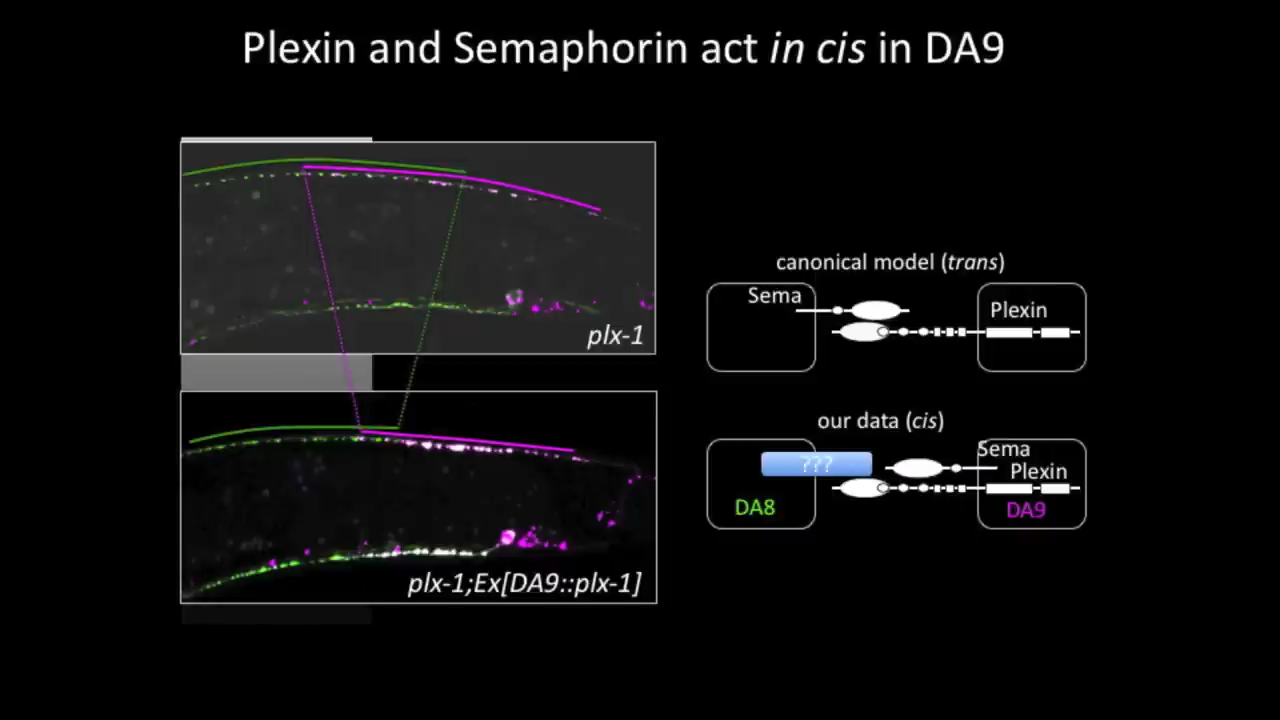 Plexin and Semaphorin act in cis in DA9
plx-1
plx-1;Ex[DA9::plx-1]
canonical model (trans)
Sema
Plexin
our data (cis)
???
Sema
Plexin
DA8
DA9